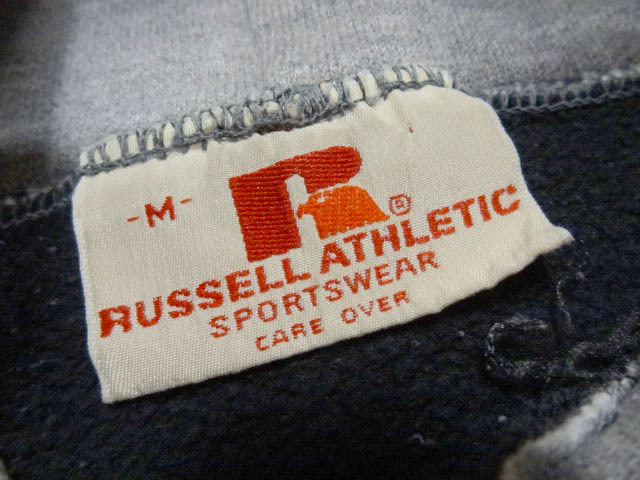 -M-
R ®
RUSSELL ATHLETIC
SPORTSWEAR
CARE OVER